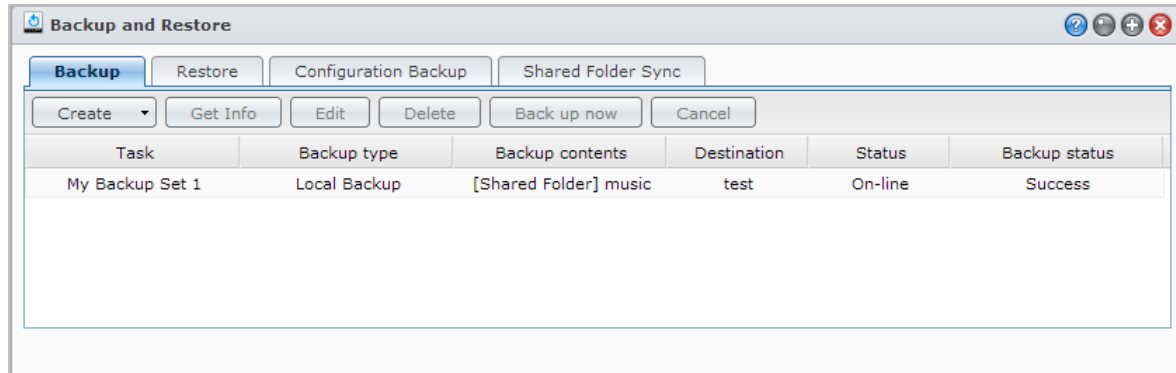 Backup and Restore
Backup Restore Configuration Backup Shared Folder Sync
Create Get Info Edit Delete Back up now Cancel
Task Backup type Backup contents Destination Status Backup status
My Backup Set 1 Local Backup [Shared Folder] music test On-line Success